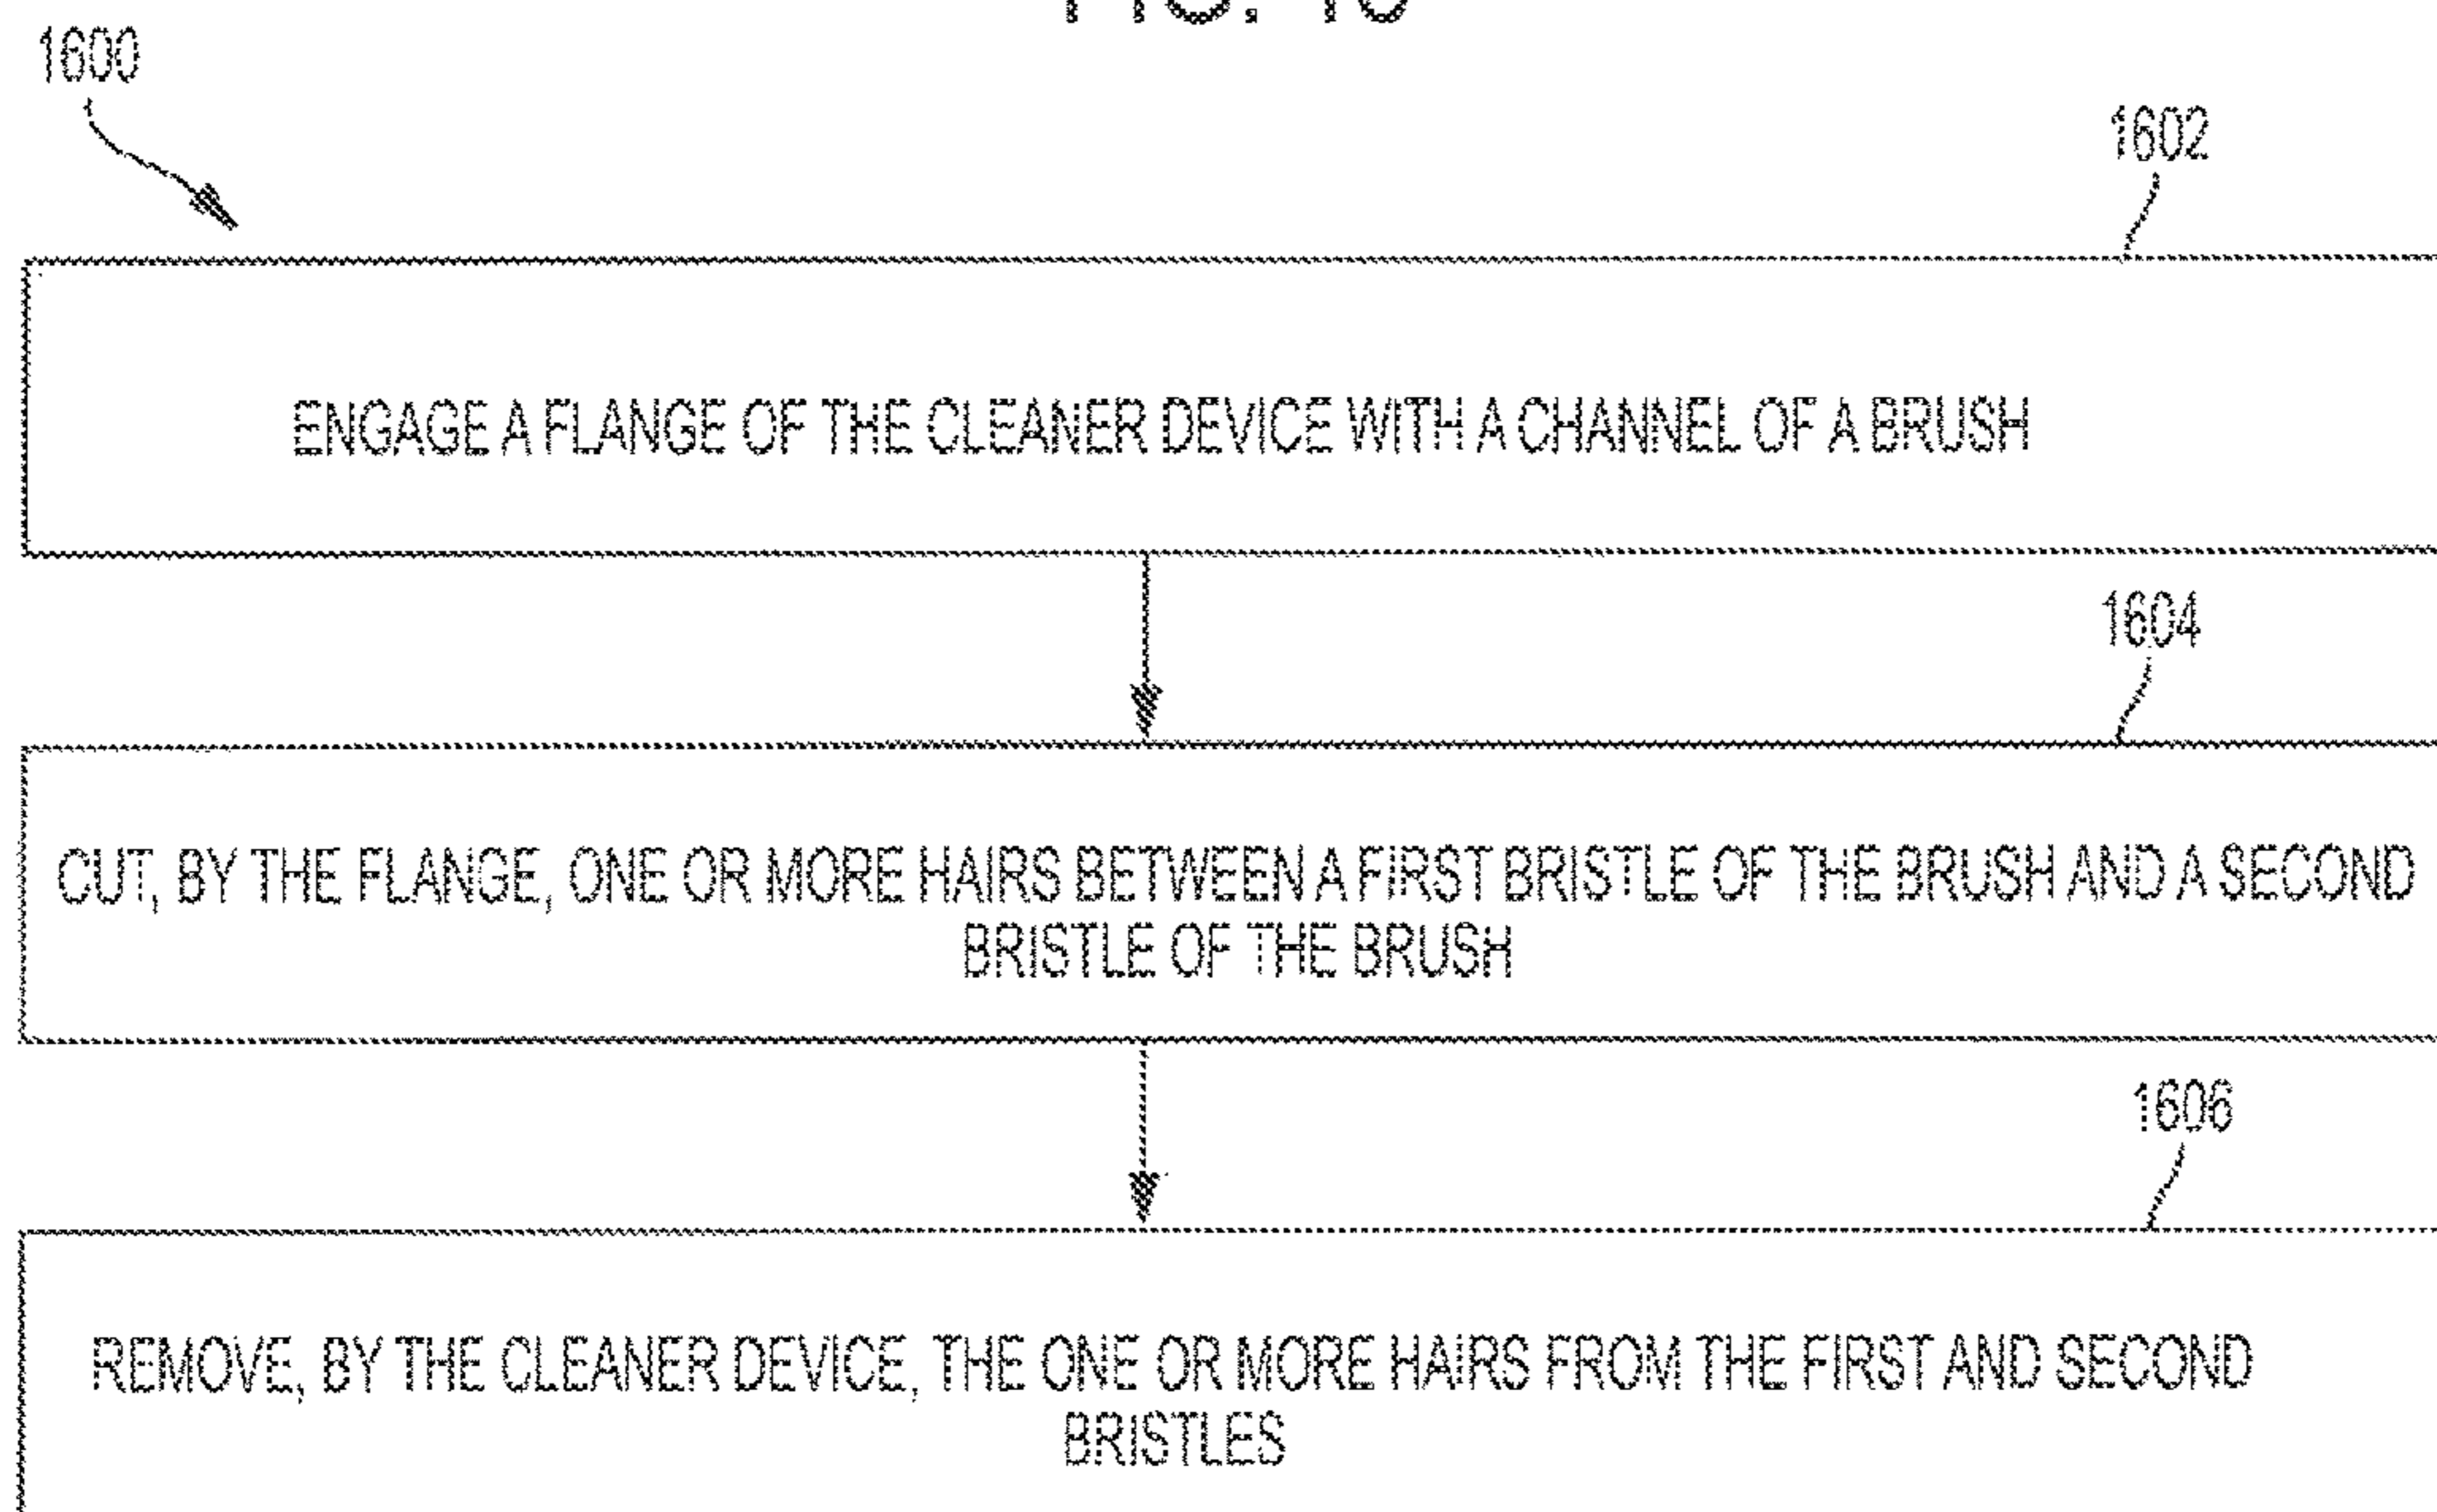 1600
1602
ENGAGE A FLANGE OF THE CLEANER DEVICE WITH A CHANNEL OF A BRUSH
1604
CUT, BY THE FLANGE, ONE OR MORE HAIRS BETWEEN A FIRST BRISTLE OF THE BRUSH AND A SECOND
BRISTLE OF THE BRUSH
1606
REMOVE, BY THE CLEANER DEVICE, THE ONE OR MORE HAIRS FROM THE FIRST AND SECOND
BRISTLES